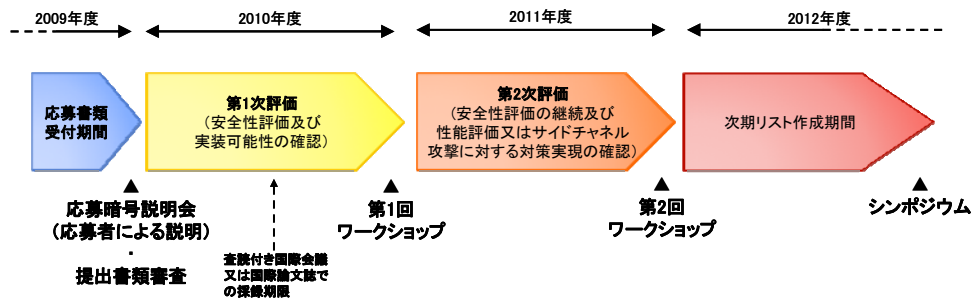 2009年度
2010年度
2011年度
2012年度
応募書類
受付期間
第1次評価
(安全性評価及び
実装可能性の確認)
第2次評価
(安全性評価の継続及び
性能評価又はサイドチャネル
攻撃に対する対策実現の確認)
次期リスト作成期間
▲
応募暗号説明会
(応募者による説明)
・
提出書類審査
査読付き国際会議
又は国際論文誌で
の採録期限
▲
第1回
ワークショップ
▲
第2回
ワークショップ
▲
シンポジウム